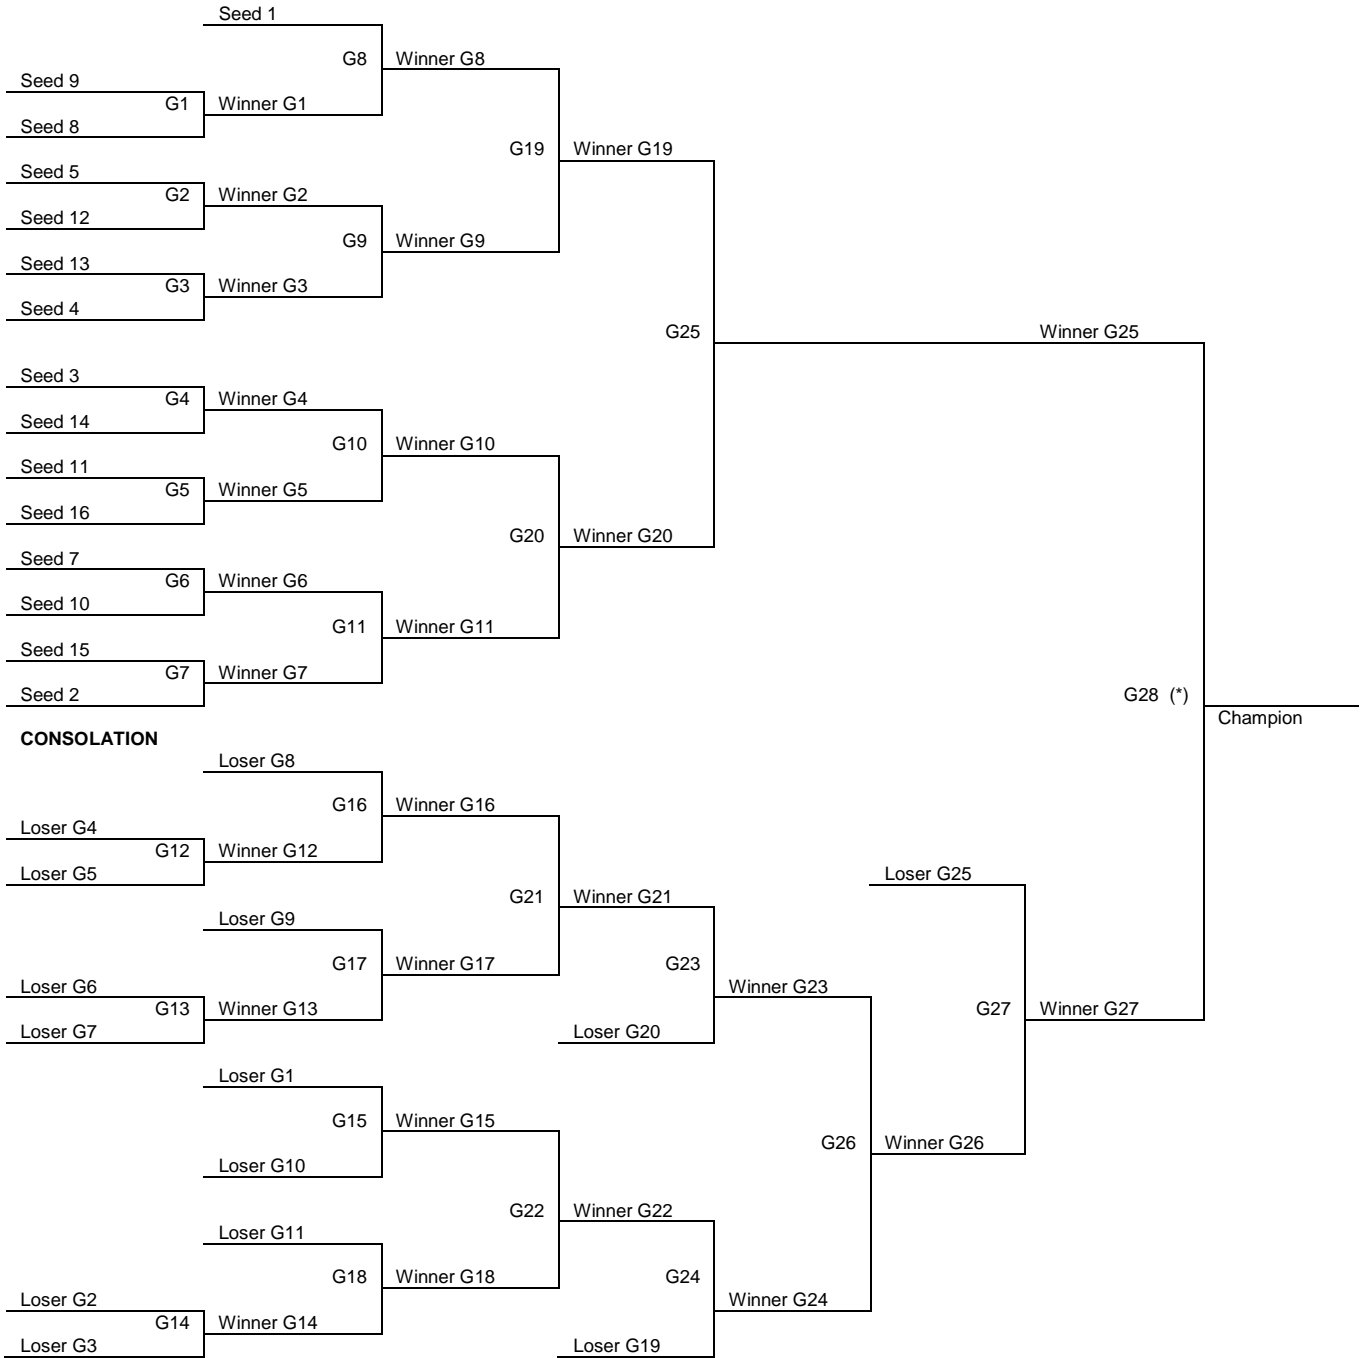 Seed 1
G8
Winner G8
Seed 9
G1
Winner G1
Seed 8
G19
Winner G19
Seed 5
G2
Winner G2
Seed 12
G9
Winner G9
Seed 13
G3
Winner G3
Seed 4
G25
Winner G25
Seed 3
G4
Winner G4
Seed 14
G10
Winner G10
Seed 11
G5
Winner G5
Seed 16
G20
Winner G20
Seed 7
G6
Winner G6
Seed 10
G11
Winner G11
Seed 15
G7
Winner G7
Seed 2
G28 (*)
Champion
CONSOLATION
Loser G8
G16
Winner G16
Loser G4
G12
Winner G12
Loser G5
Loser G25
G21
Winner G21
Loser G9
G17
Winner G17
G23
Winner G23
Loser G6
G13
Winner G13
G27
Winner G27
Loser G7
Loser G20
Loser G1
G15
Winner G15
G26
Winner G26
Loser G10
G22
Winner G22
Loser G11
G18
Winner G18
G24
Winner G24
Loser G2
G14
Winner G14
Loser G3
Loser G19